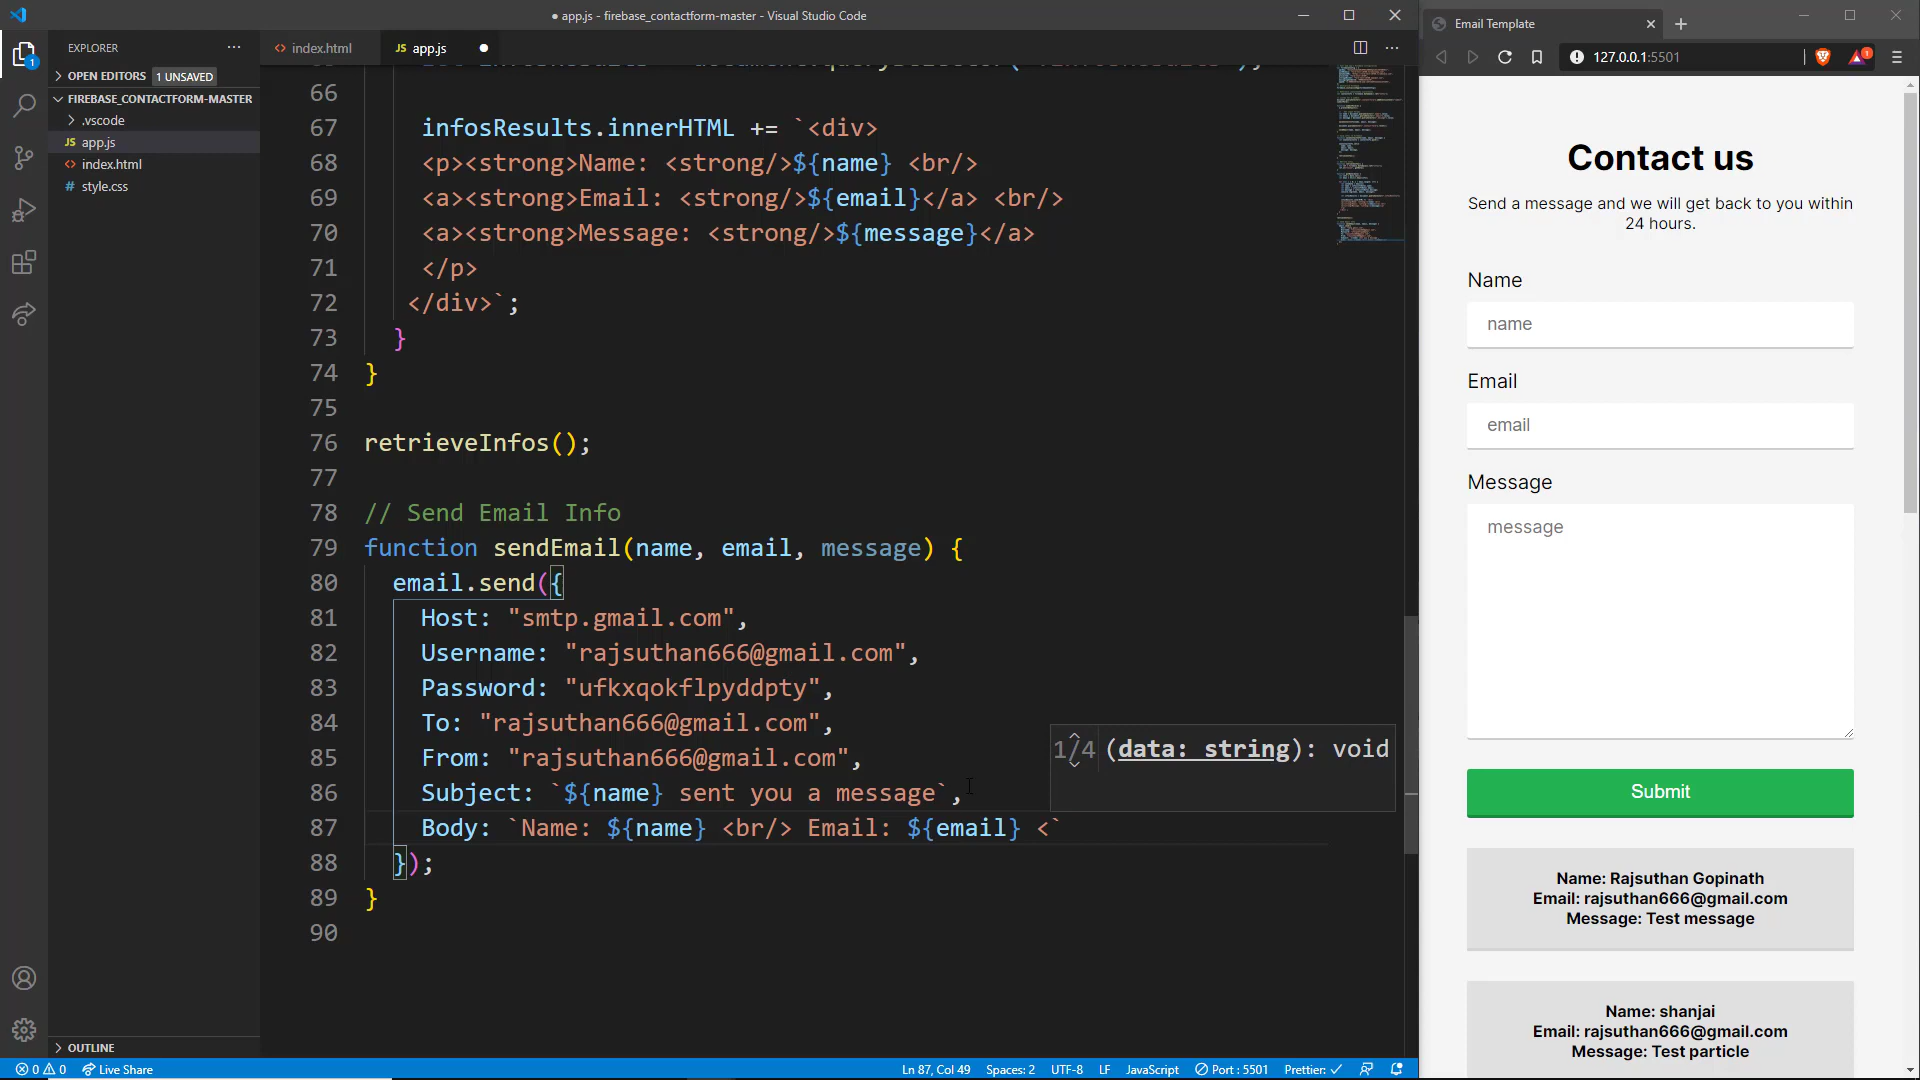 app.js - firebase_contactform-master - Visual Studio Code
EXPLORER
OPEN EDITORS 1 UNSAVED
FIREBASE_CONTACTFORM-MASTER
.vscode
JS app.js
<> index.html
# style.css
OUTLINE
<> index.html
JS app.js
66
67 infosResults.innerHTML += `<div>
68 <p><strong>Name: <strong/>${name} <br/>
69 <a><strong>Email: <strong/>${email}</a> <br/>
70 <a><strong>Message: <strong/>${message}</a>
71 </p>
72 </div>`;
73 }
74 }
75
76 retrieveInfos();
77
78 // Send Email Info
79 function sendEmail(name, email, message) {
80 email.send({
81 Host: "smtp.gmail.com",
82 Username: "rajsuthan666@gmail.com",
83 Password: "ufkxqokflpyddpty",
84 To: "rajsuthan666@gmail.com",
85 From: "rajsuthan666@gmail.com",
86 Subject: `${name} sent you a message`,
87 Body: `Name: ${name} <br/> Email: ${email} <`
88 });
89 }
90
1/4 (data: string): void
0 0 Live Share
Ln 87, Col 49 Spaces: 2 UTF-8 LF JavaScript Port : 5501 Prettier: ✓
Email Template
127.0.0.1:5501
Contact us
Send a message and we will get back to you within
24 hours.
Name
name
Email
email
Message
message
Submit
Name: Rajsuthan Gopinath
Email: rajsuthan666@gmail.com
Message: Test message
Name: shanjai
Email: rajsuthan666@gmail.com
Message: Test particle